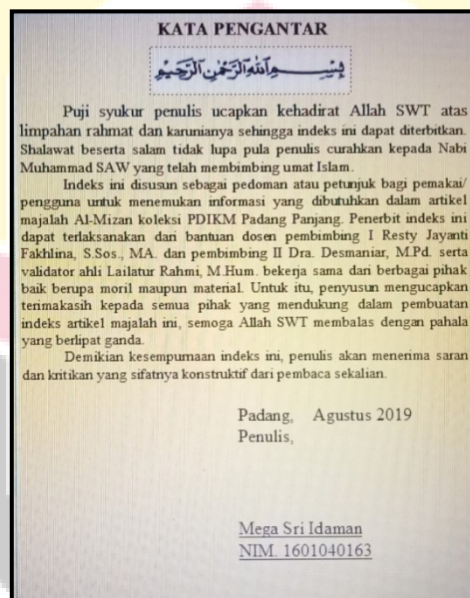 KATA PENGANTAR
بِسْمِ اللهِ الرَّحْمٰنِ الرَّحِيْمِ
Puji syukur penulis ucapkan kehadirat Allah SWT atas
limpahan rahmat dan karunianya sehingga indeks ini dapat diterbitkan.
Shalawat beserta salam tidak lupa pula penulis curahkan kepada Nabi
Muhammad SAW yang telah membimbing umat Islam.
Indeks ini disusun sebagai pedoman atau petunjuk bagi pemakai/
pengguna untuk menemukan informasi yang dibutuhkan dalam artikel
majalah Al-Mizan koleksi PDIKM Padang Panjang. Penerbit indeks ini
dapat terlaksanakan dari bantuan dosen pembimbing I Resty Jayanti
Fakhlina, S.Sos., MA. dan pembimbing II Dra. Desmaniar, M.Pd. serta
validator ahli Lailatur Rahmi, M.Hum. bekerja sama dari berbagai pihak
baik berupa moril maupun material. Untuk itu, penyusun mengucapkan
terimakasih kepada semua pihak yang mendukung dalam pembuatan
indeks artikel majalah ini, semoga Allah SWT membalas dengan pahala
yang berlipat ganda.
Demikian kesempurnaan indeks ini, penulis akan menerima saran
dan kritikan yang sifatnya konstruktif dari pembaca sekalian.
Padang, Agustus 2019
Penulis,
Mega Sri Idaman
NIM. 1601040163